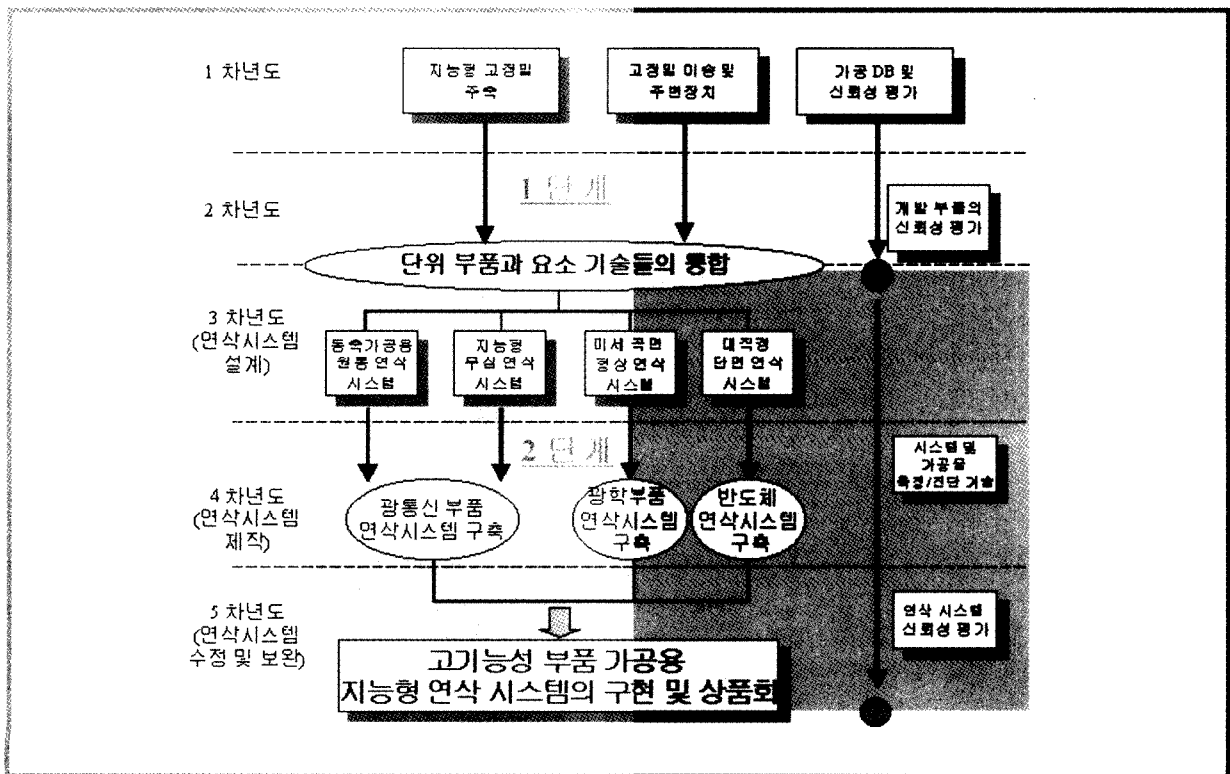 1 차년도
지능형 고정밀
주축
고정밀 이송 및
주변장치
가공 DB 및
신뢰성 평가
1 단계
2 차년도
개발 부품의
신뢰성 평가
단위 부품과 요소 기술들의 통합
3 차년도
(연삭시스템
설계)
동축가공용
원통 연삭
시스템
지능형
무심 연삭
시스템
미세 곡면
형상 연삭
시스템
대직경
단면 연삭
시스템
2 단계
시스템 및
가공물
측정/진단 기술
4 차년도
(연삭시스템
제작)
광통신 부품
연삭시스템 구축
광학부품
연삭시스템
구축
반도체
연삭시스템
구축
5 차년도
(연삭시스템
수정 및 보완)
연삭 시스템
신뢰성 평가
고기능성 부품 가공용
지능형 연삭 시스템의 구현 및 상품화